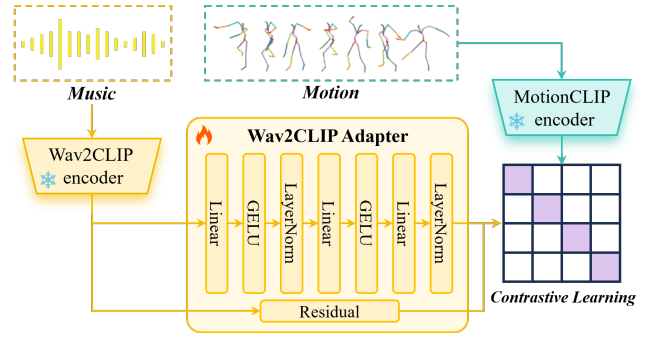 Music
Motion
MotionCLIP
encoder
Wav2CLIP
encoder
Wav2CLIP Adapter
Linear
GELU
LayerNorm
Linear
GELU
Linear
LayerNorm
Residual
Contrastive Learning